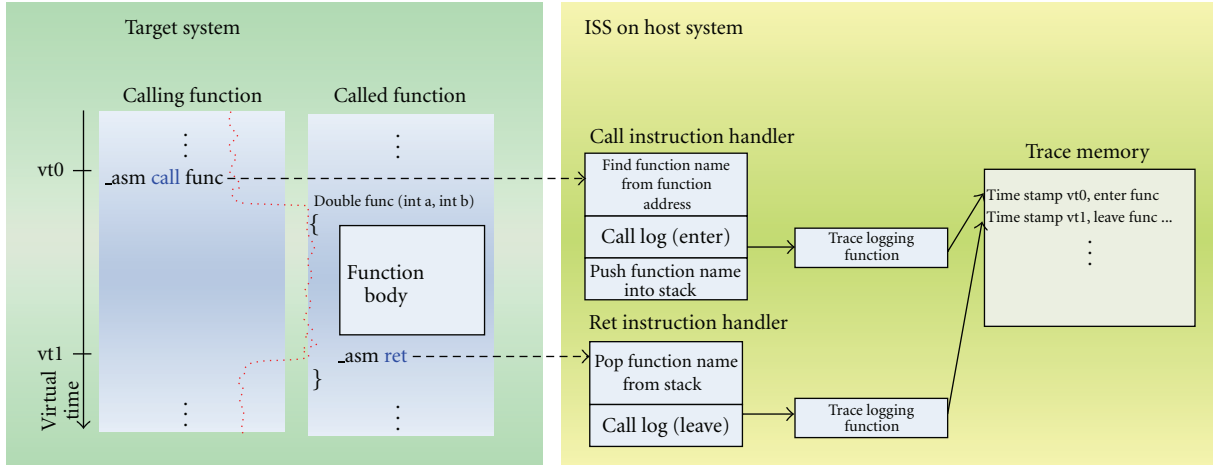 Target system
Calling function
Called function
vt0
_asm call func
Double func (int a, int b)
{
Function
body
vt1
_asm ret
}
Virtual
time
ISS on host system
Call instruction handler
Find function name
from function
address
Call log (enter)
Push function name
into stack
Trace logging
function
Ret instruction handler
Pop function name
from stack
Call log (leave)
Trace logging
function
Trace memory
Time stamp vt0, enter func
Time stamp vt1, leave func ...